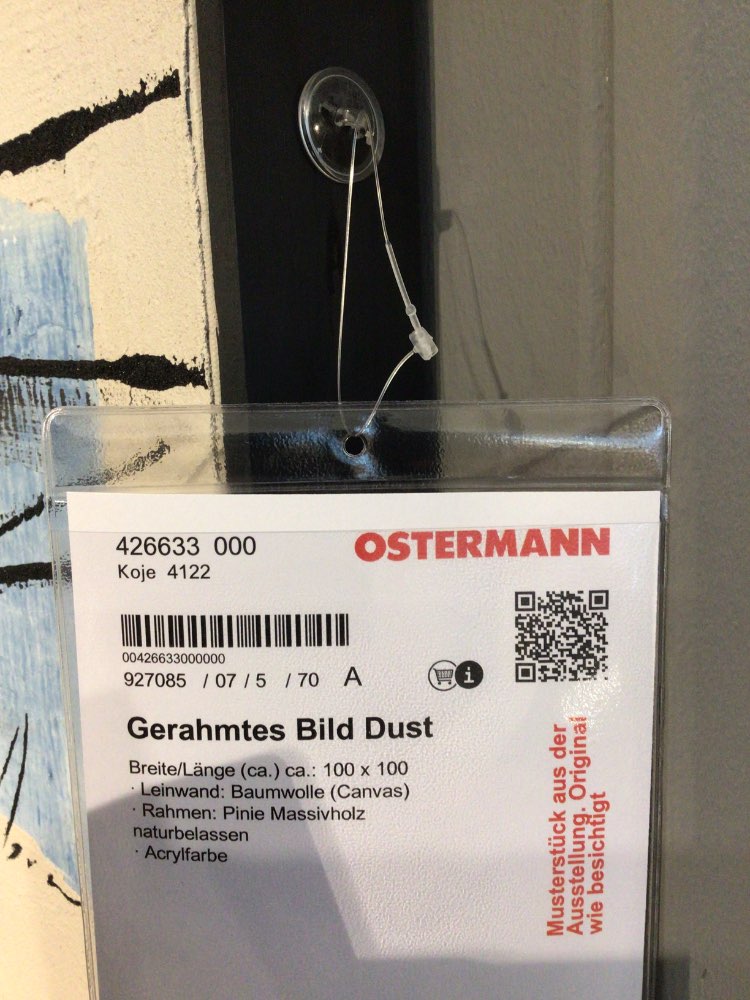 426633 000
OSTERMANN
Koje 4122
00426633000000
927085 / 07 / 5 / 70 A
i
Gerahmtes Bild Dust
Breite/Länge (ca.) ca.: 100 x 100
· Leinwand: Baumwolle (Canvas)
· Rahmen: Pinie Massivholz
naturbelassen
· Acrylfarbe
Musterstück aus der
Ausstellung. Original
wie besichtigt